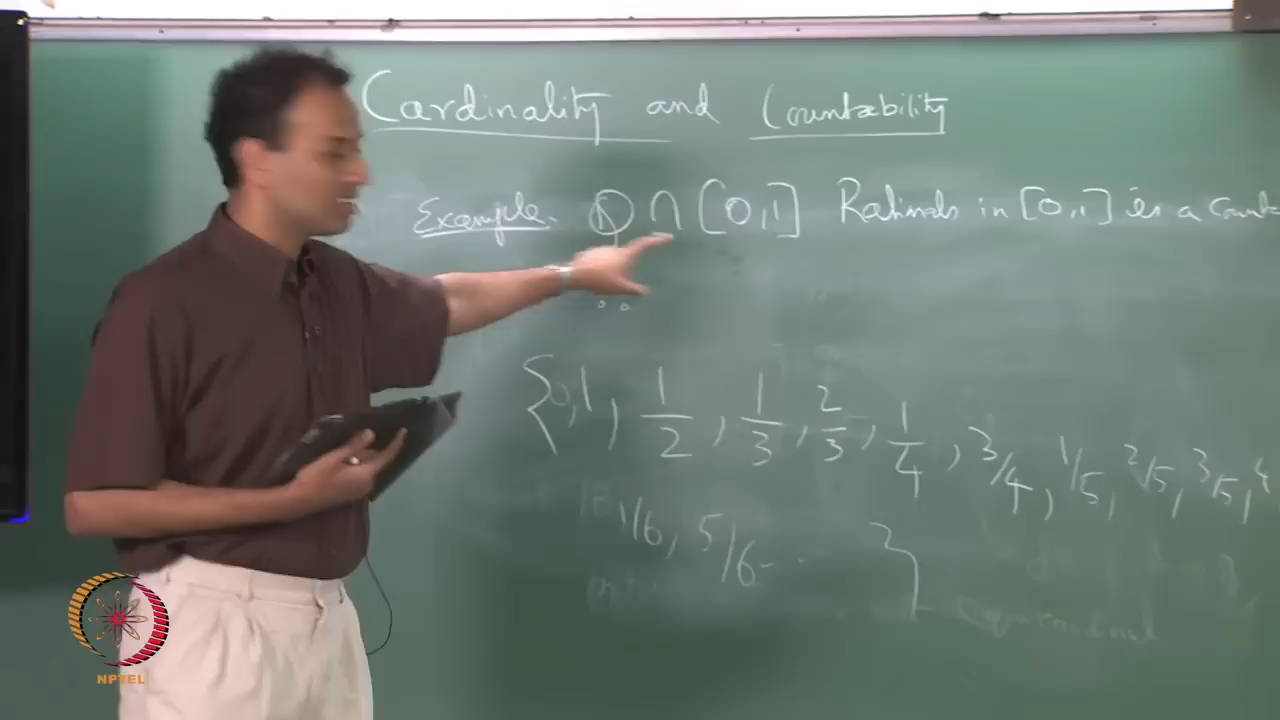 Cardinality and Countability
Example. ℚ ∩ [0,1] Rationals in [0,1] is a
{0,1, 1/2, 1/3, 2/3, 1/4, 3/4, 1/5, 2/5, 3/5, 4
1/6, 5/6 - - - }
NPTEL